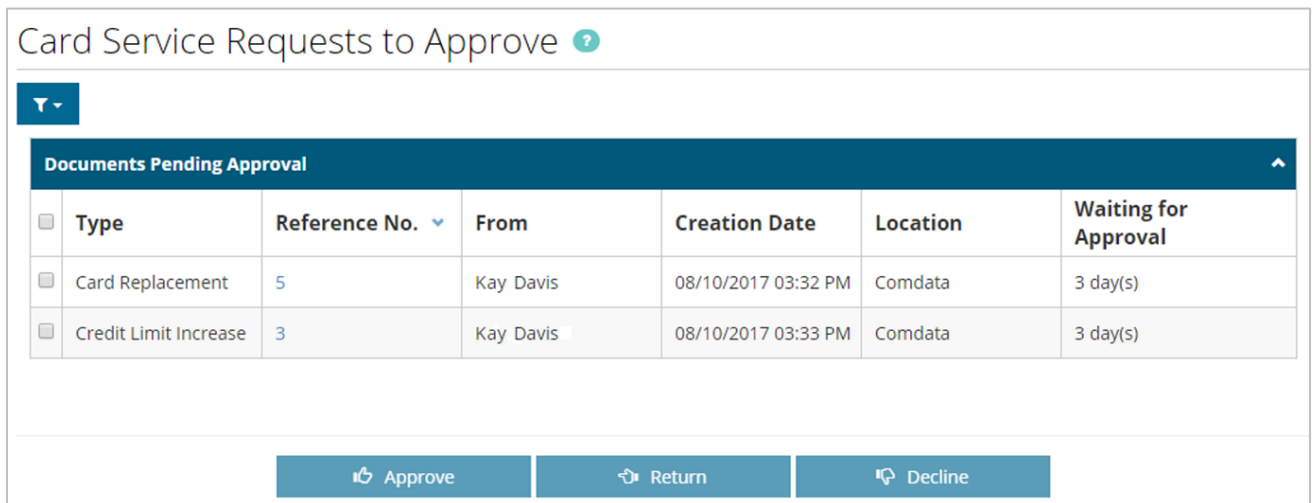 Card Service Requests to Approve ?
Documents Pending Approval
Type Reference No. From Creation Date Location Waiting for Approval
Card Replacement 5 Kay Davis 08/10/2017 03:32 PM Comdata 3 day(s)
Credit Limit Increase 3 Kay Davis 08/10/2017 03:33 PM Comdata 3 day(s)
Approve Return Decline